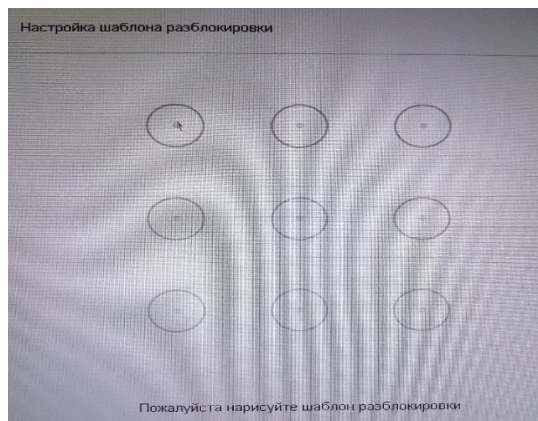 Настройка шаблона разблокировки
Пожалуйста нарисуйте шаблон разблокировки